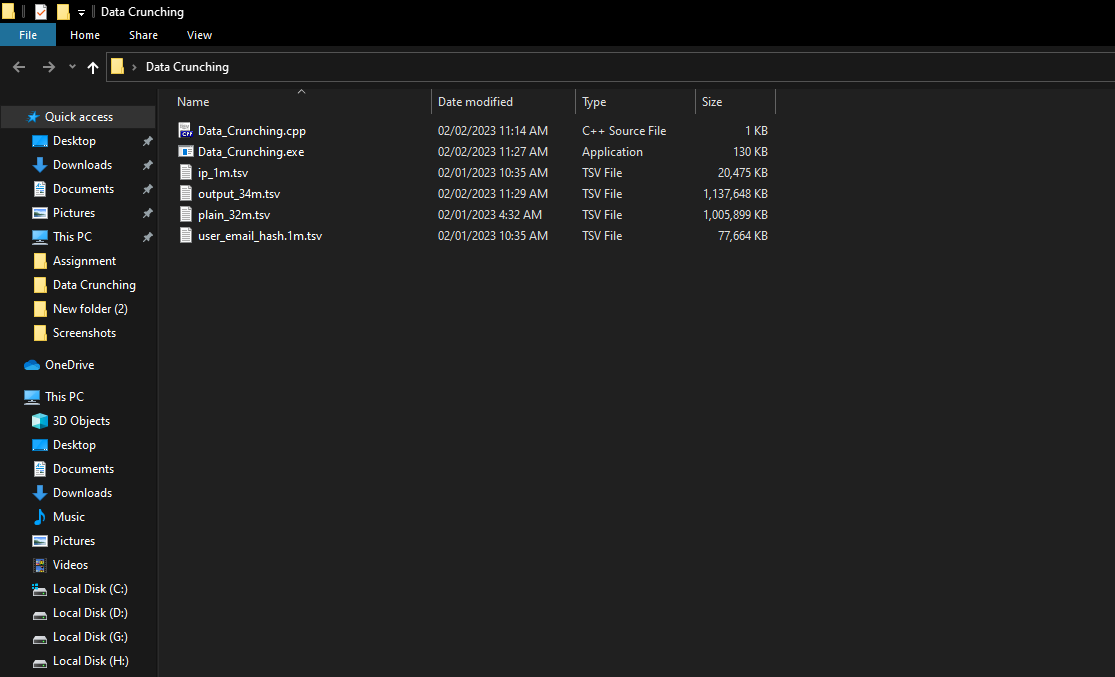 Data Crunching
File Home Share View
Data Crunching
Name Date modified Type Size
Data_Crunching.cpp 02/02/2023 11:14 AM C++ Source File 1 KB
Data_Crunching.exe 02/02/2023 11:27 AM Application 130 KB
ip_1m.tsv 02/01/2023 10:35 AM TSV File 20,475 KB
output_34m.tsv 02/02/2023 11:29 AM TSV File 1,137,648 KB
plain_32m.tsv 02/01/2023 4:32 AM TSV File 1,005,899 KB
user_email_hash.1m.tsv 02/01/2023 10:35 AM TSV File 77,664 KB
Quick access
Desktop
Downloads
Documents
Pictures
This PC
Assignment
Data Crunching
New folder (2)
Screenshots
OneDrive
This PC
3D Objects
Desktop
Documents
Downloads
Music
Pictures
Videos
Local Disk (C:)
Local Disk (D:)
Local Disk (G:)
Local Disk (H:)